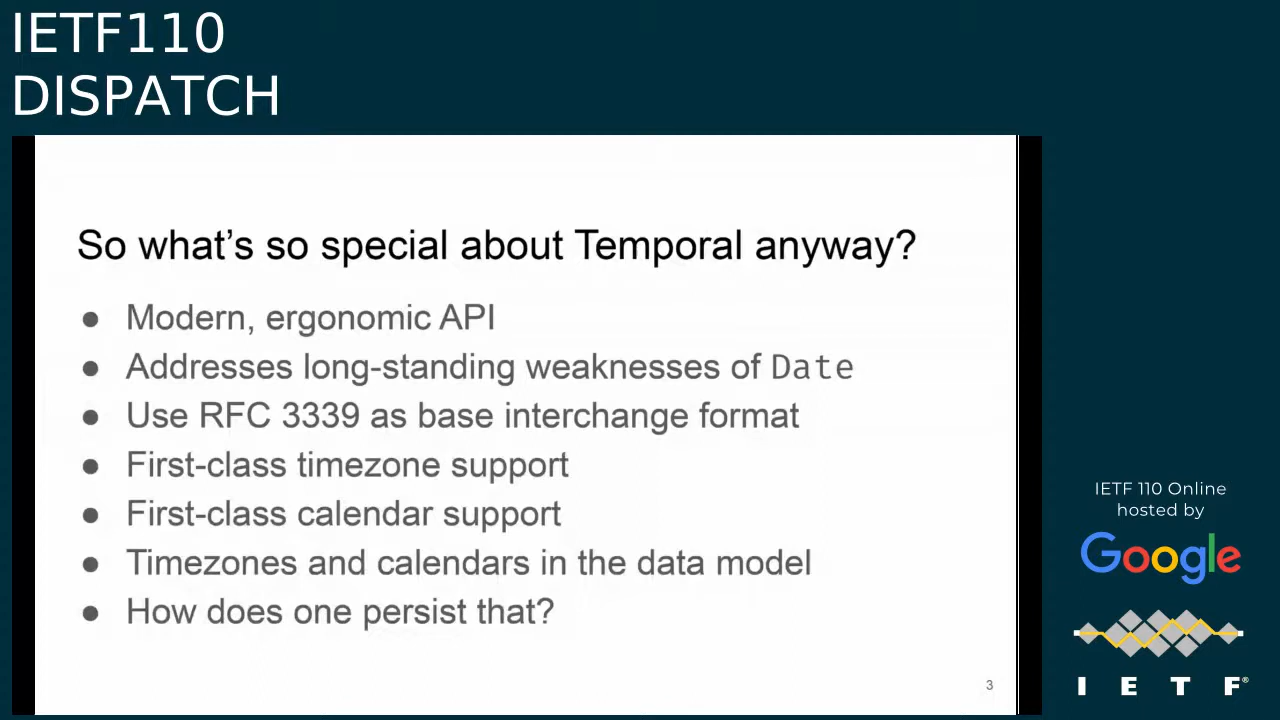 IETF110
DISPATCH
So what's so special about Temporal anyway?
● Modern, ergonomic API
● Addresses long-standing weaknesses of Date
● Use RFC 3339 as base interchange format
● First-class timezone support
● First-class calendar support
● Timezones and calendars in the data model
● How does one persist that?
3
IETF 110 Online
hosted by
Google
I E T F®